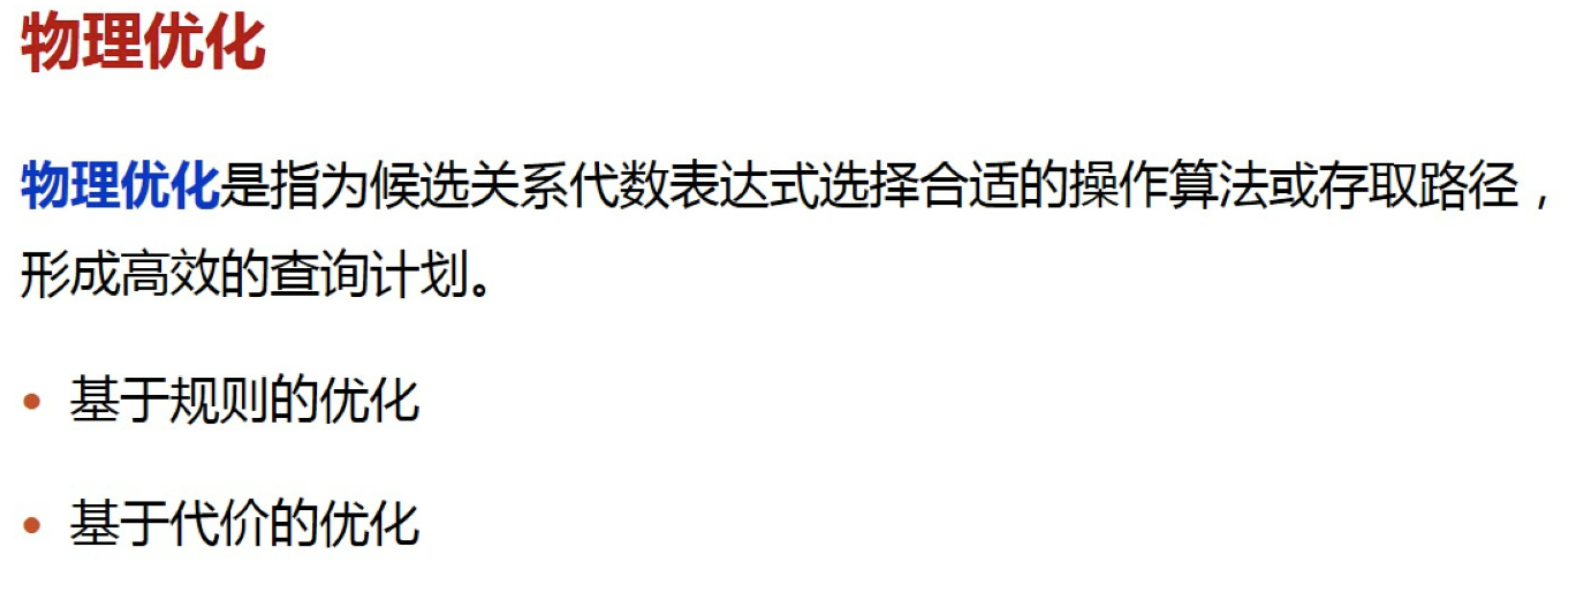 物理优化
物理优化是指为候选关系代数表达式选择合适的操作算法或存取路径，
形成高效的查询计划。
• 基于规则的优化
• 基于代价的优化